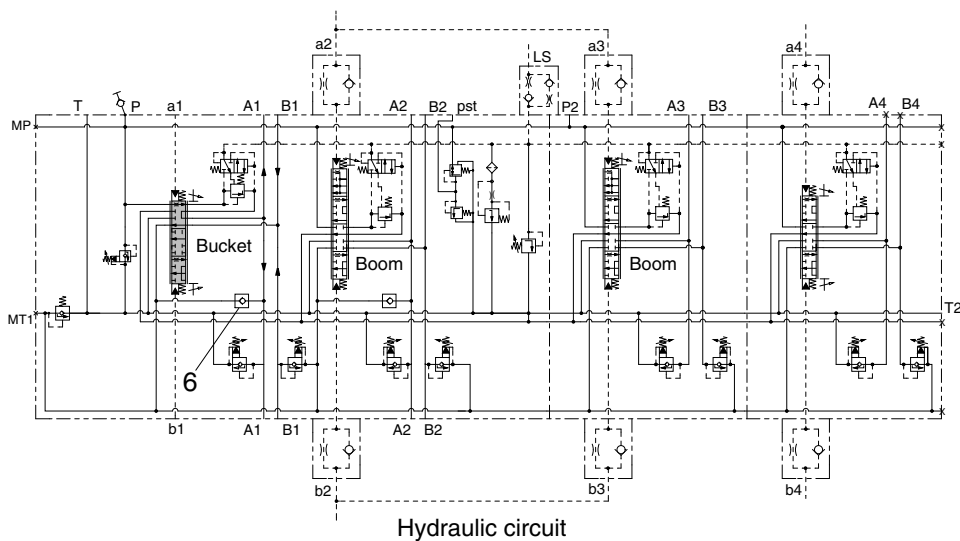 a2 a3 a4
LS
T P a1 A1 B1 A2 B2 pst P2 A3 B3 A4 B4
MP
Bucket
Boom
Boom
MT1 T2
6
b1 A1 B1 A2 B2
b2 b3 b4
Hydraulic circuit